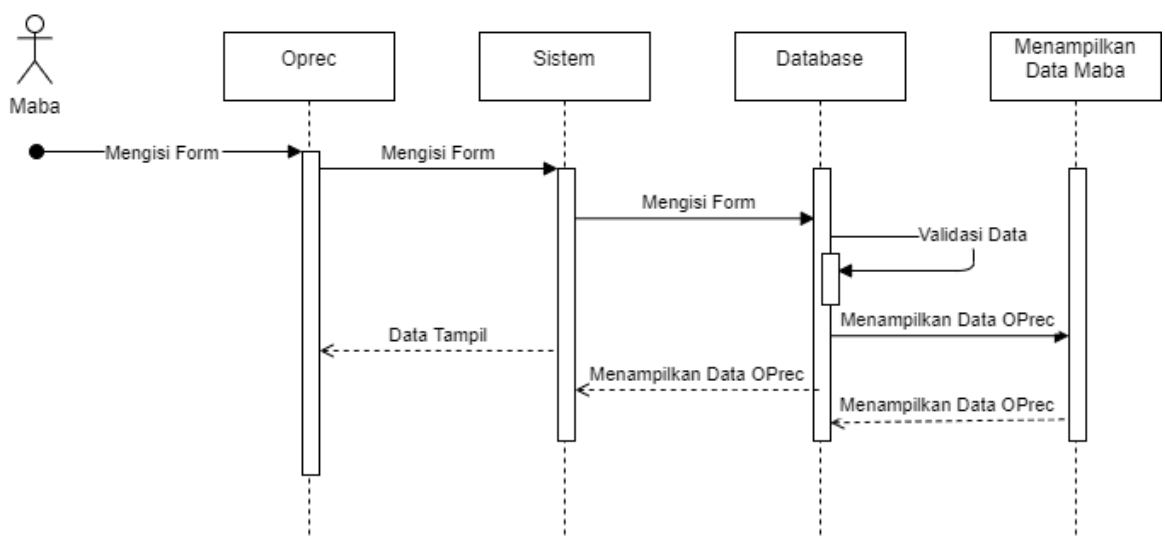 Maba
Oprec
Sistem
Database
Menampilkan
Data Maba
Mengisi Form
Mengisi Form
Mengisi Form
Validasi Data
Menampilkan Data OPrec
Data Tampil
Menampilkan Data OPrec
Menampilkan Data OPrec